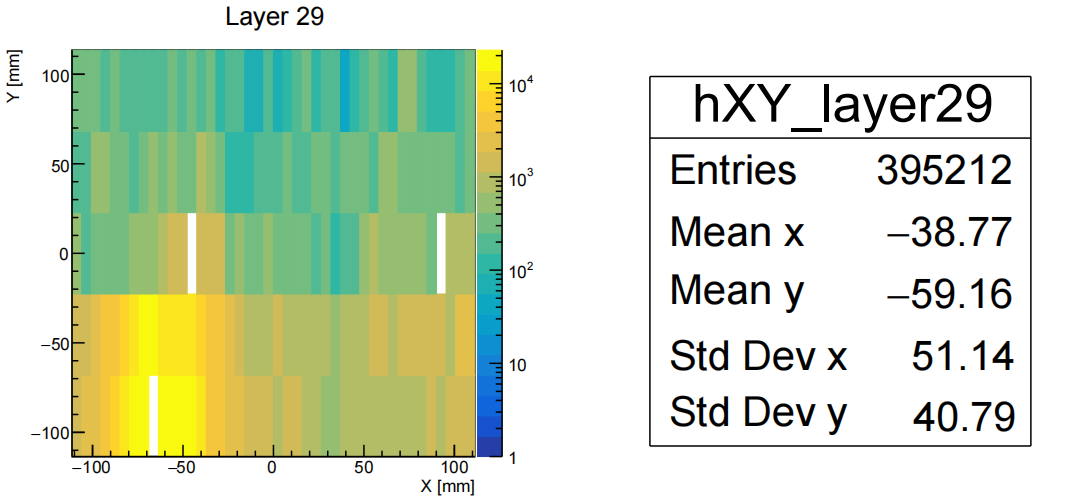 Layer 29
Y [mm]
100
50
0
−50
−100
−100 −50 0 50 100
X [mm]
10⁴
10³
10²
10
1
hXY_layer29
Entries 395212
Mean x −38.77
Mean y −59.16
Std Dev x 51.14
Std Dev y 40.79